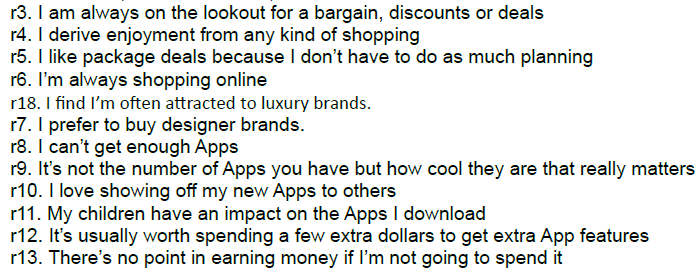 r3. I am always on the lookout for a bargain, discounts or deals
r4. I derive enjoyment from any kind of shopping
r5. I like package deals because I don’t have to do as much planning
r6. I’m always shopping online
r18. I find I’m often attracted to luxury brands.
r7. I prefer to buy designer brands.
r8. I can’t get enough Apps
r9. It’s not the number of Apps you have but how cool they are that really matters
r10. I love showing off my new Apps to others
r11. My children have an impact on the Apps I download
r12. It’s usually worth spending a few extra dollars to get extra App features
r13. There’s no point in earning money if I’m not going to spend it